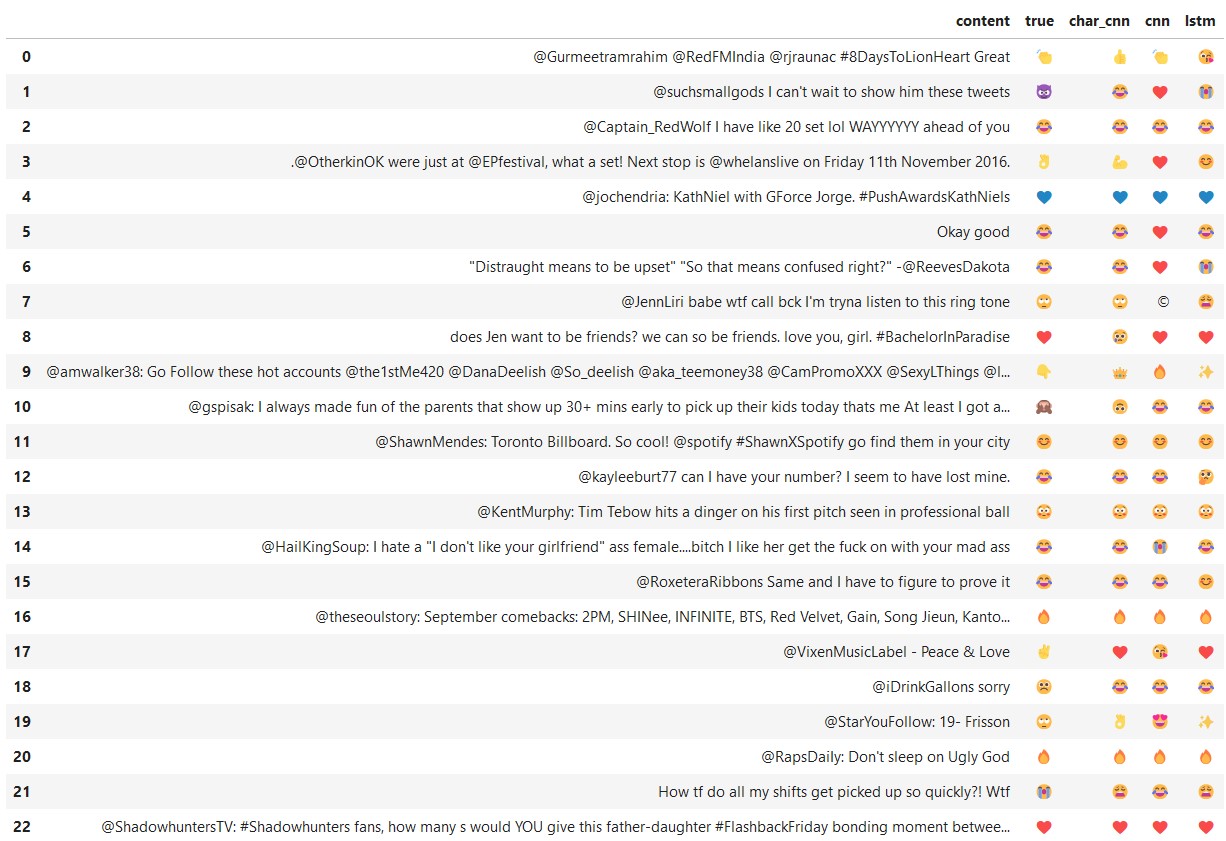 content true char_cnn cnn lstm
0 @Gurmeetramrahim @RedFMIndia @rjraunac #8DaysToLionHeart Great 👏 👍 👏 😘
1 @suchsmallgods I can't wait to show him these tweets 😈 😂 ❤ 😭
2 @Captain_RedWolf I have like 20 set lol WAYYYYYY ahead of you 😂 😂 😂 😂
3 .@OtherkinOK were just at @EPfestival, what a set! Next stop is @whelanslive on Friday 11th November 2016. 👌 💪 ❤ 😊
4 @jochendria: KathNiel with GForce Jorge. #PushAwardsKathNiels 💙 💙 💙 💙
5 Okay good 😂 😂 ❤ 😂
6 "Distraught means to be upset" "So that means confused right?" -@ReevesDakota 😂 😂 ❤ 😭
7 @JennLiri babe wtf call bck I'm tryna listen to this ring tone 🙄 🙄 © 😩
8 does Jen want to be friends? we can so be friends. love you, girl. #BachelorInParadise ❤ 😢 ❤ ❤
9 @amwalker38: Go Follow these hot accounts @the1stMe420 @DanaDeelish @So_deelish @aka_teemoney38 @CamPromoXXX @SexyLThings @l... 👇 👑 🔥 ✨
10 @gspisak: I always made fun of the parents that show up 30+ mins early to pick up their kids today thats me At least I got a... 🙈 🙃 😂 😂
11 @ShawnMendes: Toronto Billboard. So cool! @spotify #ShawnXSpotify go find them in your city 😊 😊 😊 😊
12 @kayleeburt77 can I have your number? I seem to have lost mine. 😂 😂 😂 🤔
13 @KentMurphy: Tim Tebow hits a dinger on his first pitch seen in professional ball 😳 😳 😳 😳
14 @HailKingSoup: I hate a "I don't like your girlfriend" ass female....bitch I like her get the fuck on with your mad ass 😂 😂 😭 😂
15 @RoxeteraRibbons Same and I have to figure to prove it 😂 😂 😂 😊
16 @theseoulstory: September comebacks: 2PM, SHINee, INFINITE, BTS, Red Velvet, Gain, Song Jieun, Kanto... 🔥 🔥 🔥 🔥
17 @VixenMusicLabel - Peace & Love ✌ ❤ 😘 ❤
18 @iDrinkGallons sorry 🙁 😂 😂 😂
19 @StarYouFollow: 19- Frisson 🙄 👌 😍 ✨
20 @RapsDaily: Don't sleep on Ugly God 🔥 🔥 🔥 🔥
21 How tf do all my shifts get picked up so quickly?! Wtf 😭 😩 😂 😩
22 @ShadowhuntersTV: #Shadowhunters fans, how many s would YOU give this father-daughter #FlashbackFriday bonding moment betwee... ❤ ❤ ❤ ❤